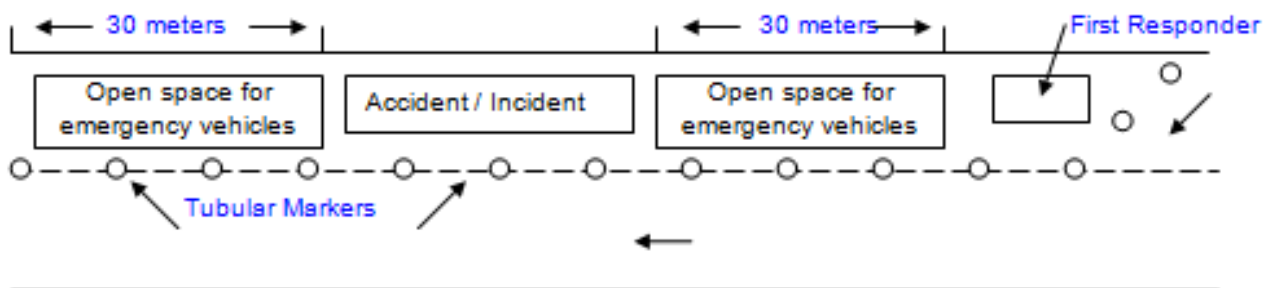 30 meters
30 meters
First Responder
Open space for
emergency vehicles
Accident / Incident
Open space for
emergency vehicles
Tubular Markers